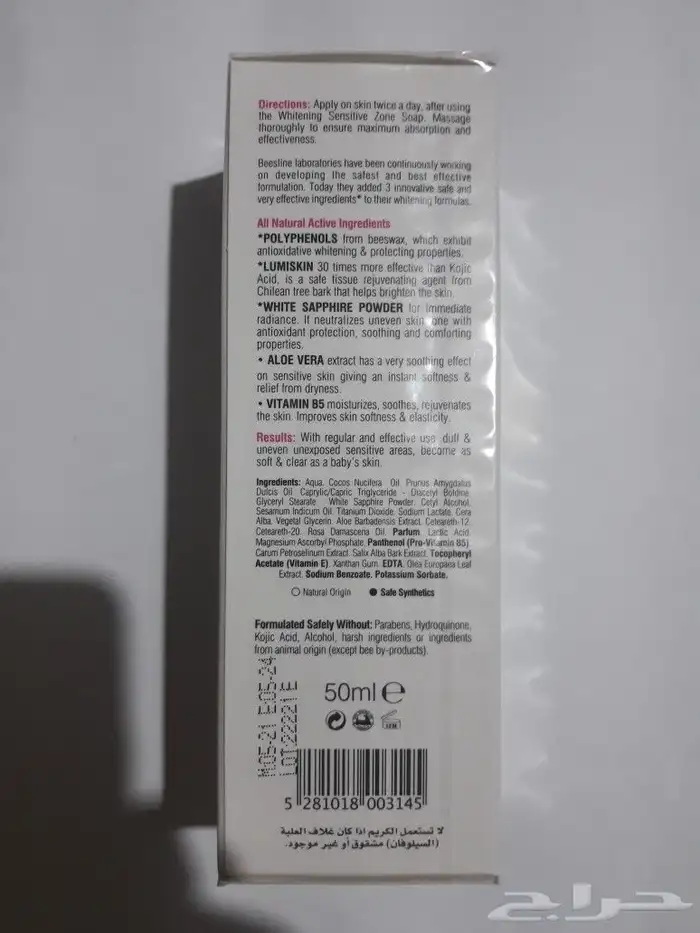 Directions: Apply on skin twice a day, after using
the Whitening Sensitive Zone Soap. Massage
thoroughly to ensure maximum absorption and
effectiveness.
Beesline laboratories have been continuously working
on developing the safest and best effective
formulation. Today they added 3 innovative safe and
very effective ingredients* to their whitening formulas.
All Natural Active Ingredients
*POLYPHENOLS from beeswax, which exhibit
antioxidative whitening & protecting properties.
*LUMISKIN 30 times more effective than Kojic
Acid, is a safe tissue rejuvenating agent from
Chilean tree bark that helps brighten the skin.
*WHITE SAPPHIRE POWDER for immediate
radiance. It neutralizes uneven skin tone with
antioxidant protection, soothing and comforting
properties.
• ALOE VERA extract has a very soothing effect
on sensitive skin giving an instant softness &
relief from dryness.
• VITAMIN B5 moisturizes, soothes, rejuvenates
the skin. Improves skin softness & elasticity.
Results: With regular and effective use, dull &
uneven unexposed sensitive areas, become as
soft & clear as a baby's skin.
Ingredients: Aqua. Cocos Nucifera Oil. Prunus Amygdalus
Dulcis Oil. Caprylic/Capric Triglyceride - Diacetyl Boldine.
Glyceryl Stearate. White Sapphire Powder. Cetyl Alcohol.
Sesamum Indicum Oil. Titanium Dioxide. Sodium Lactate. Cera
Alba. Vegetal Glycerin. Aloe Barbadensis Extract. Ceteareth-12.
Ceteareth-20. Rosa Damascena Oil. Parfum. Lactic Acid.
Magnesium Ascorbyl Phosphate. Panthenol (Pro-Vitamin B5).
Carum Petroselinum Extract. Salix Alba Bark Extract. Tocopheryl
Acetate (Vitamin E). Xanthan Gum. EDTA. Olea Europaea Leaf
Extract. Sodium Benzoate. Potassium Sorbate.
Natural Origin Safe Synthetics
Formulated Safely Without: Parabens, Hydroquinone,
Kojic Acid, Alcohol, harsh ingredients or ingredients
from animal origin (except bee by-products).
M:05-21 E:05-24
LOT:22221E
50ml e
12M
5 281018 003145
لا تستعمل الكريم اذا كان غلاف العلبة
(السيلوفان) مشقوق أو غير موجود.
حراج